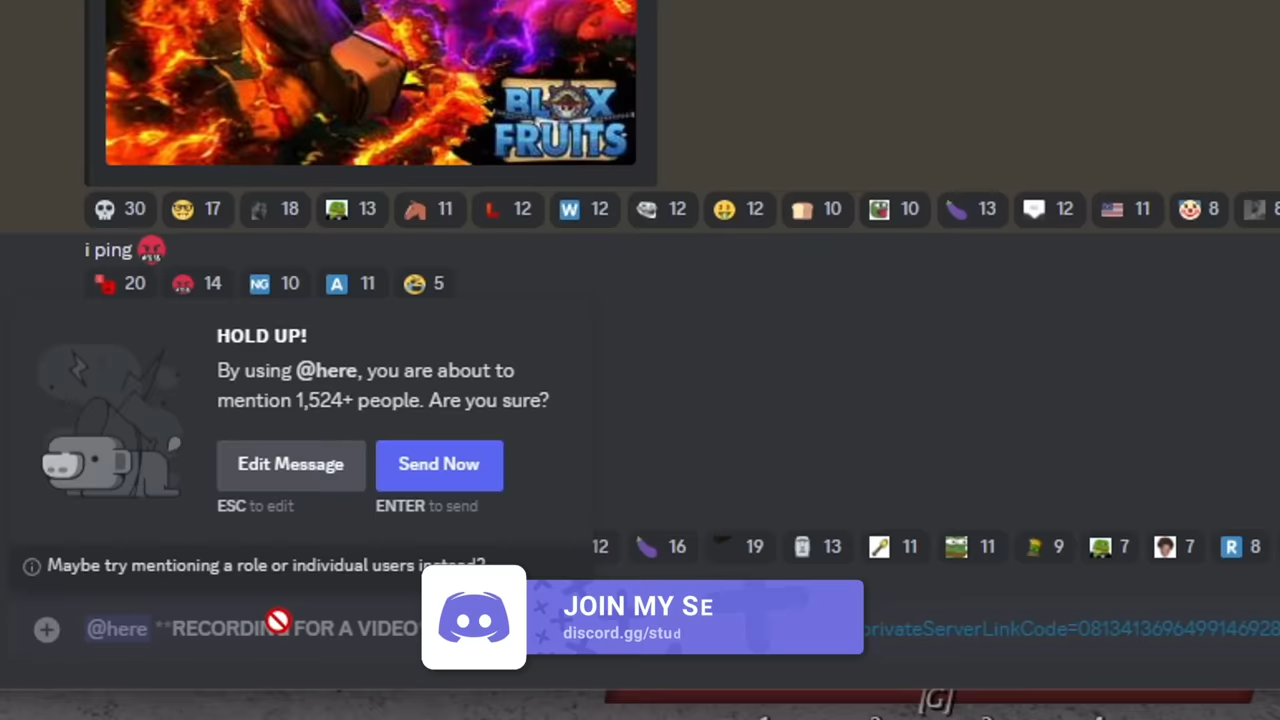 BLOX
FRUITS
30 17 18 13 11 12 W 12 12 12 10 10 13 12 11 8
i ping
20 14 NG 10 A 11 5
HOLD UP!
By using @here, you are about to
mention 1,524+ people. Are you sure?
Edit Message
Send Now
ESC to edit
ENTER to send
12 16 19 13 11 11 9 7 7 R 8
Maybe try mentioning a role or individual users instead?
JOIN MY SE
discord.gg/stud
@here **RECORDING FOR A VIDEO privateServerLinkCode=0813413696499146928
[G]